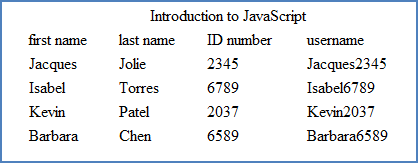 Introduction to JavaScript
first name last name ID number username
Jacques Jolie 2345 Jacques2345
Isabel Torres 6789 Isabel6789
Kevin Patel 2037 Kevin2037
Barbara Chen 6589 Barbara6589